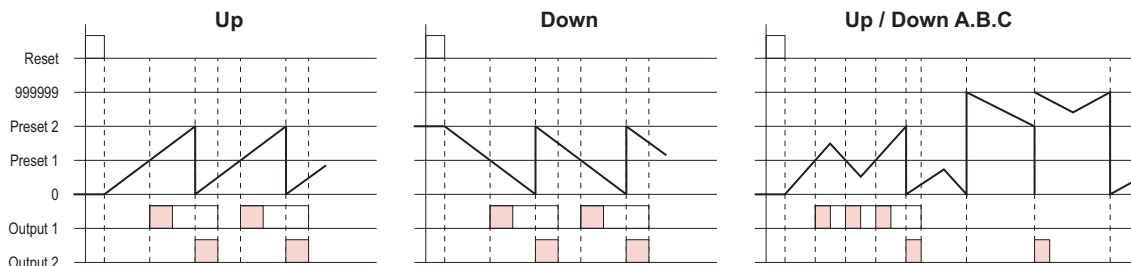 Up
Down
Up / Down A.B.C
Reset
999999
Preset 2
Preset 1
0
Output 1
Output 2